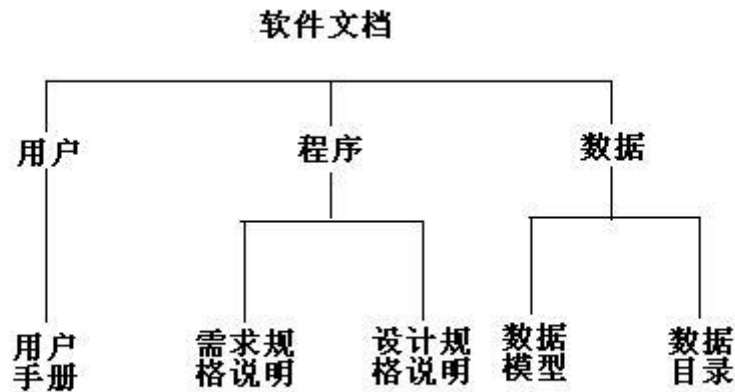 软件文档
用户
程序
数据
用户
手册
需求规
格说明
设计规
格说明
数据
模型
数据
目录